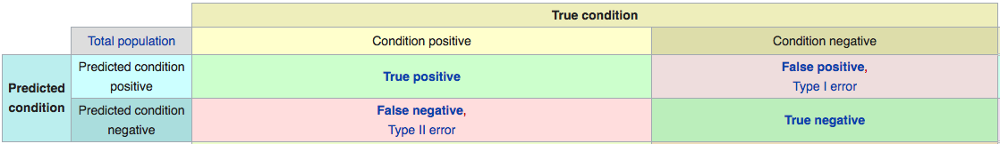 True condition
Total population
Condition positive
Condition negative
Predicted
condition
Predicted condition
positive
True positive
False positive,
Type I error
Predicted condition
negative
False negative,
Type II error
True negative